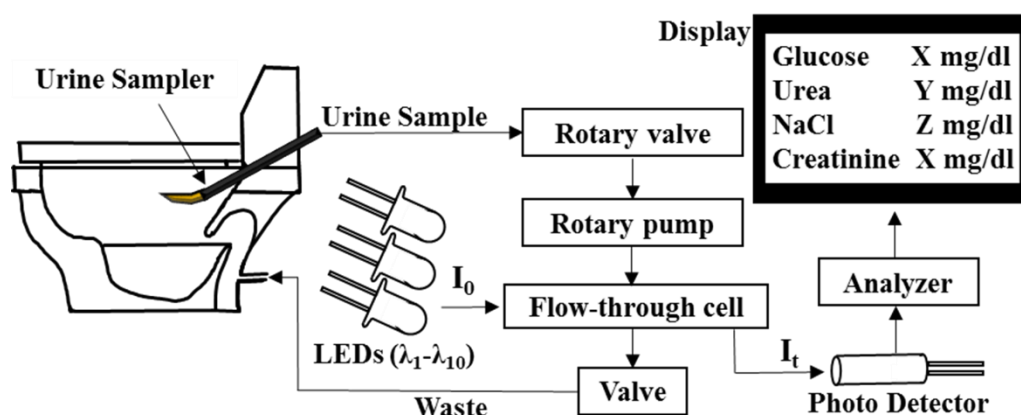 Display
Glucose X mg/dl
Urea Y mg/dl
NaCl Z mg/dl
Creatinine X mg/dl
Urine Sampler
Urine Sample
Rotary valve
Rotary pump
I₀
Flow-through cell
Analyzer
LEDs (λ₁-λ₁₀)
Iₜ
Valve
Waste
Photo Detector